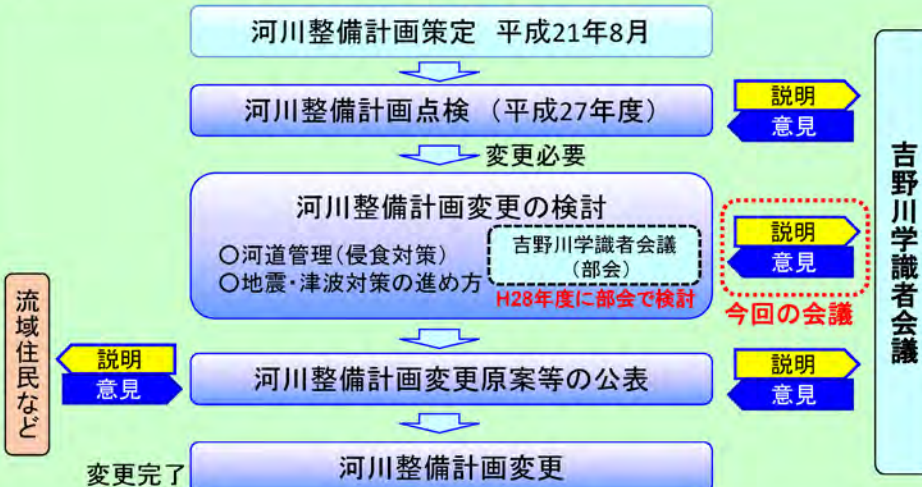 河川整備計画策定 平成21年8月
河川整備計画点検（平成27年度）
説明
意見
変更必要
河川整備計画変更の検討
○河道管理(侵食対策)
○地震・津波対策の進め方
吉野川学識者会議
（部会）
H28年度に部会で検討
説明
意見
今回の会議
吉野川学識者会議
流域住民など
説明
意見
河川整備計画変更原案等の公表
説明
意見
変更完了
河川整備計画変更